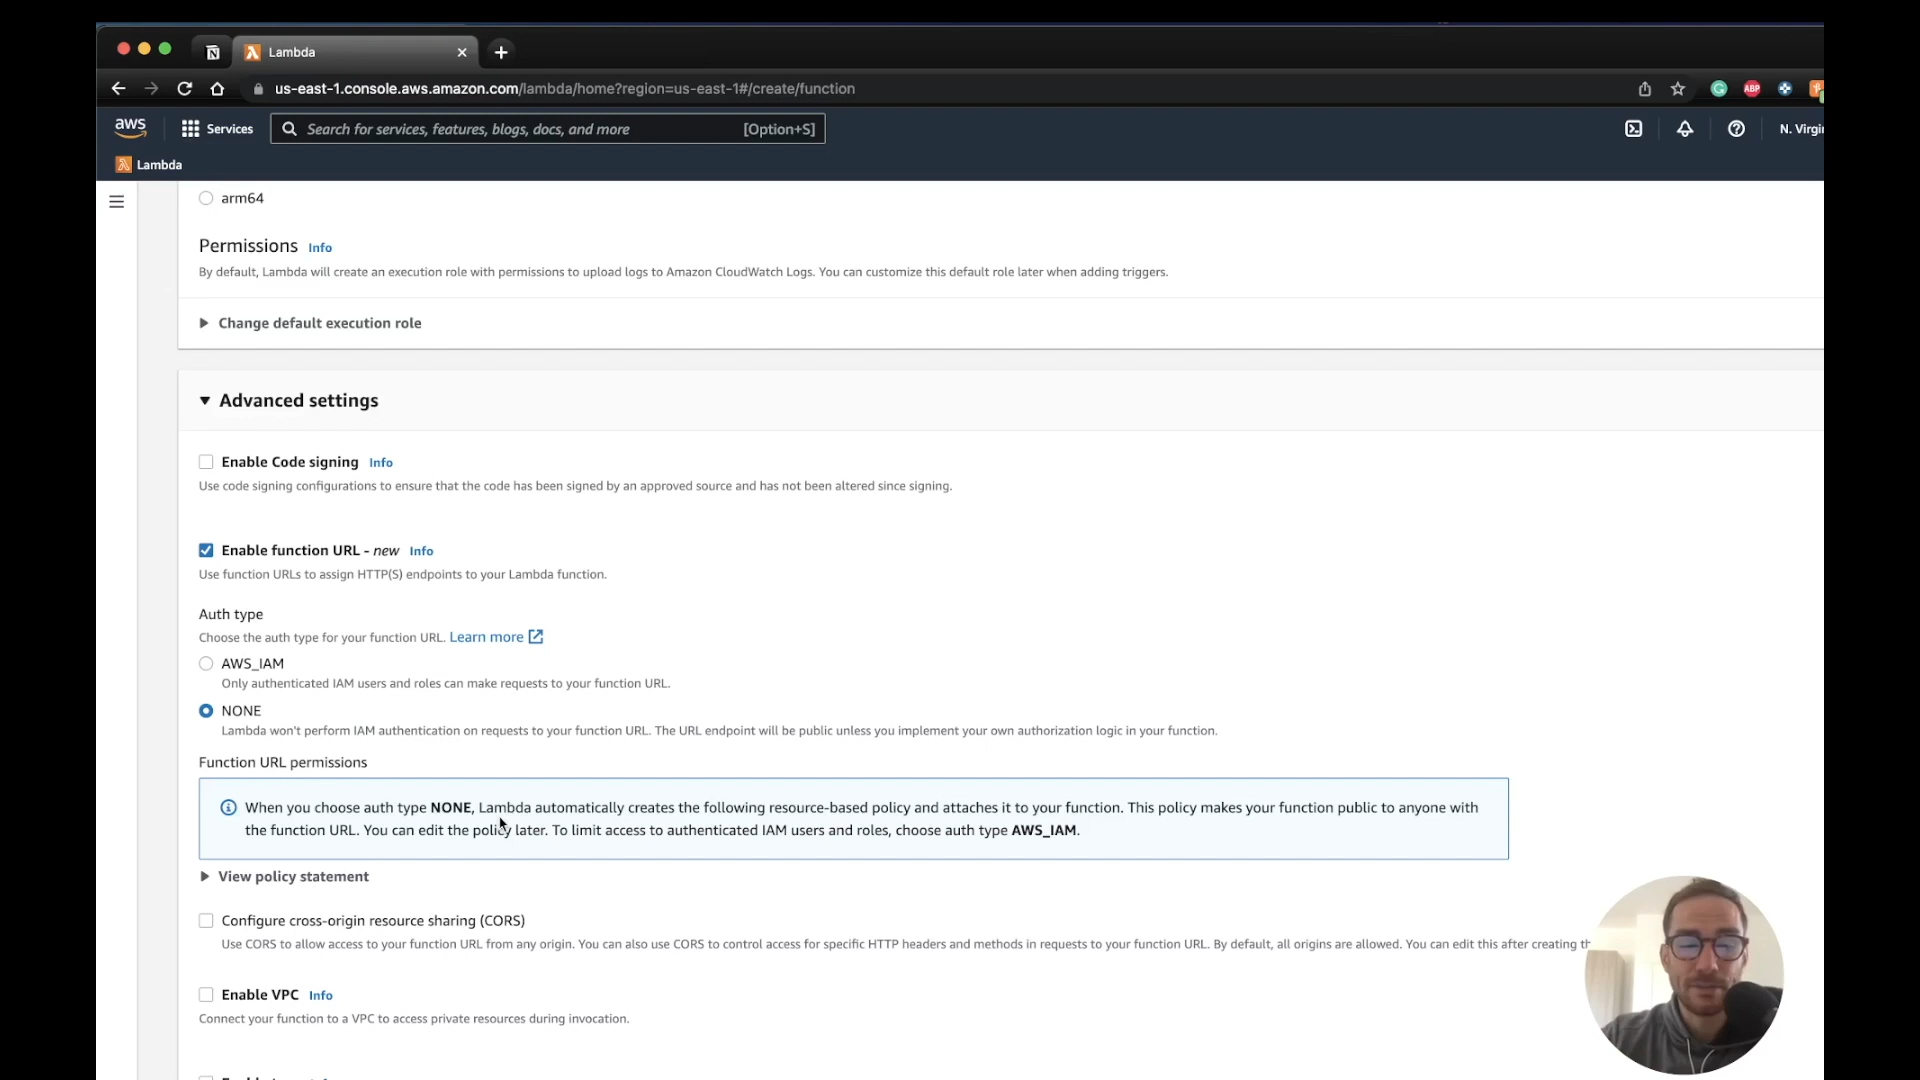 Lambda
us-east-1.console.aws.amazon.com/lambda/home?region=us-east-1#/create/function
ABP
aws
Services
Search for services, features, blogs, docs, and more
[Option+S]
N. Virgi
Lambda
arm64
Permissions Info
By default, Lambda will create an execution role with permissions to upload logs to Amazon CloudWatch Logs. You can customize this default role later when adding triggers.
Change default execution role
Advanced settings
Enable Code signing Info
Use code signing configurations to ensure that the code has been signed by an approved source and has not been altered since signing.
Enable function URL - new Info
Use function URLs to assign HTTP(S) endpoints to your Lambda function.
Auth type
Choose the auth type for your function URL. Learn more
AWS_IAM
Only authenticated IAM users and roles can make requests to your function URL.
NONE
Lambda won't perform IAM authentication on requests to your function URL. The URL endpoint will be public unless you implement your own authorization logic in your function.
Function URL permissions
When you choose auth type NONE, Lambda automatically creates the following resource-based policy and attaches it to your function. This policy makes your function public to anyone with
the function URL. You can edit the policy later. To limit access to authenticated IAM users and roles, choose auth type AWS_IAM.
View policy statement
Configure cross-origin resource sharing (CORS)
Use CORS to allow access to your function URL from any origin. You can also use CORS to control access for specific HTTP headers and methods in requests to your function URL. By default, all origins are allowed. You can edit this after creating th
Enable VPC Info
Connect your function to a VPC to access private resources during invocation.